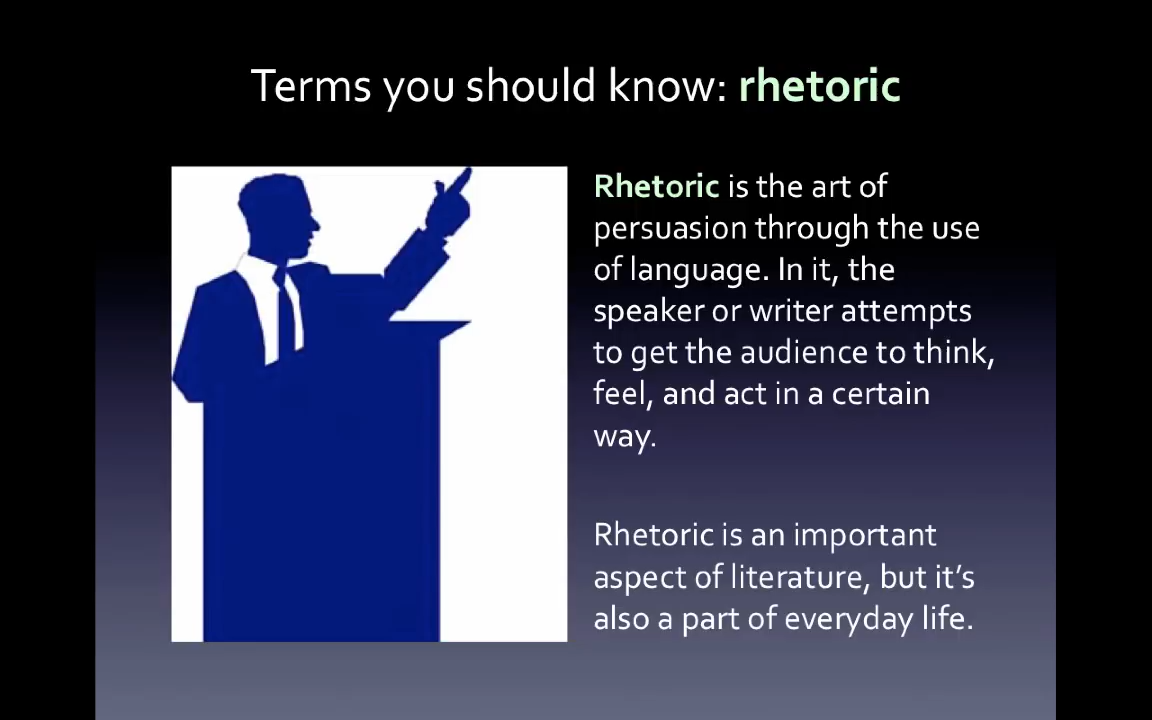 Terms you should know: rhetoric
Rhetoric is the art of
persuasion through the use
of language. In it, the
speaker or writer attempts
to get the audience to think,
feel, and act in a certain
way.
Rhetoric is an important
aspect of literature, but it’s
also a part of everyday life.